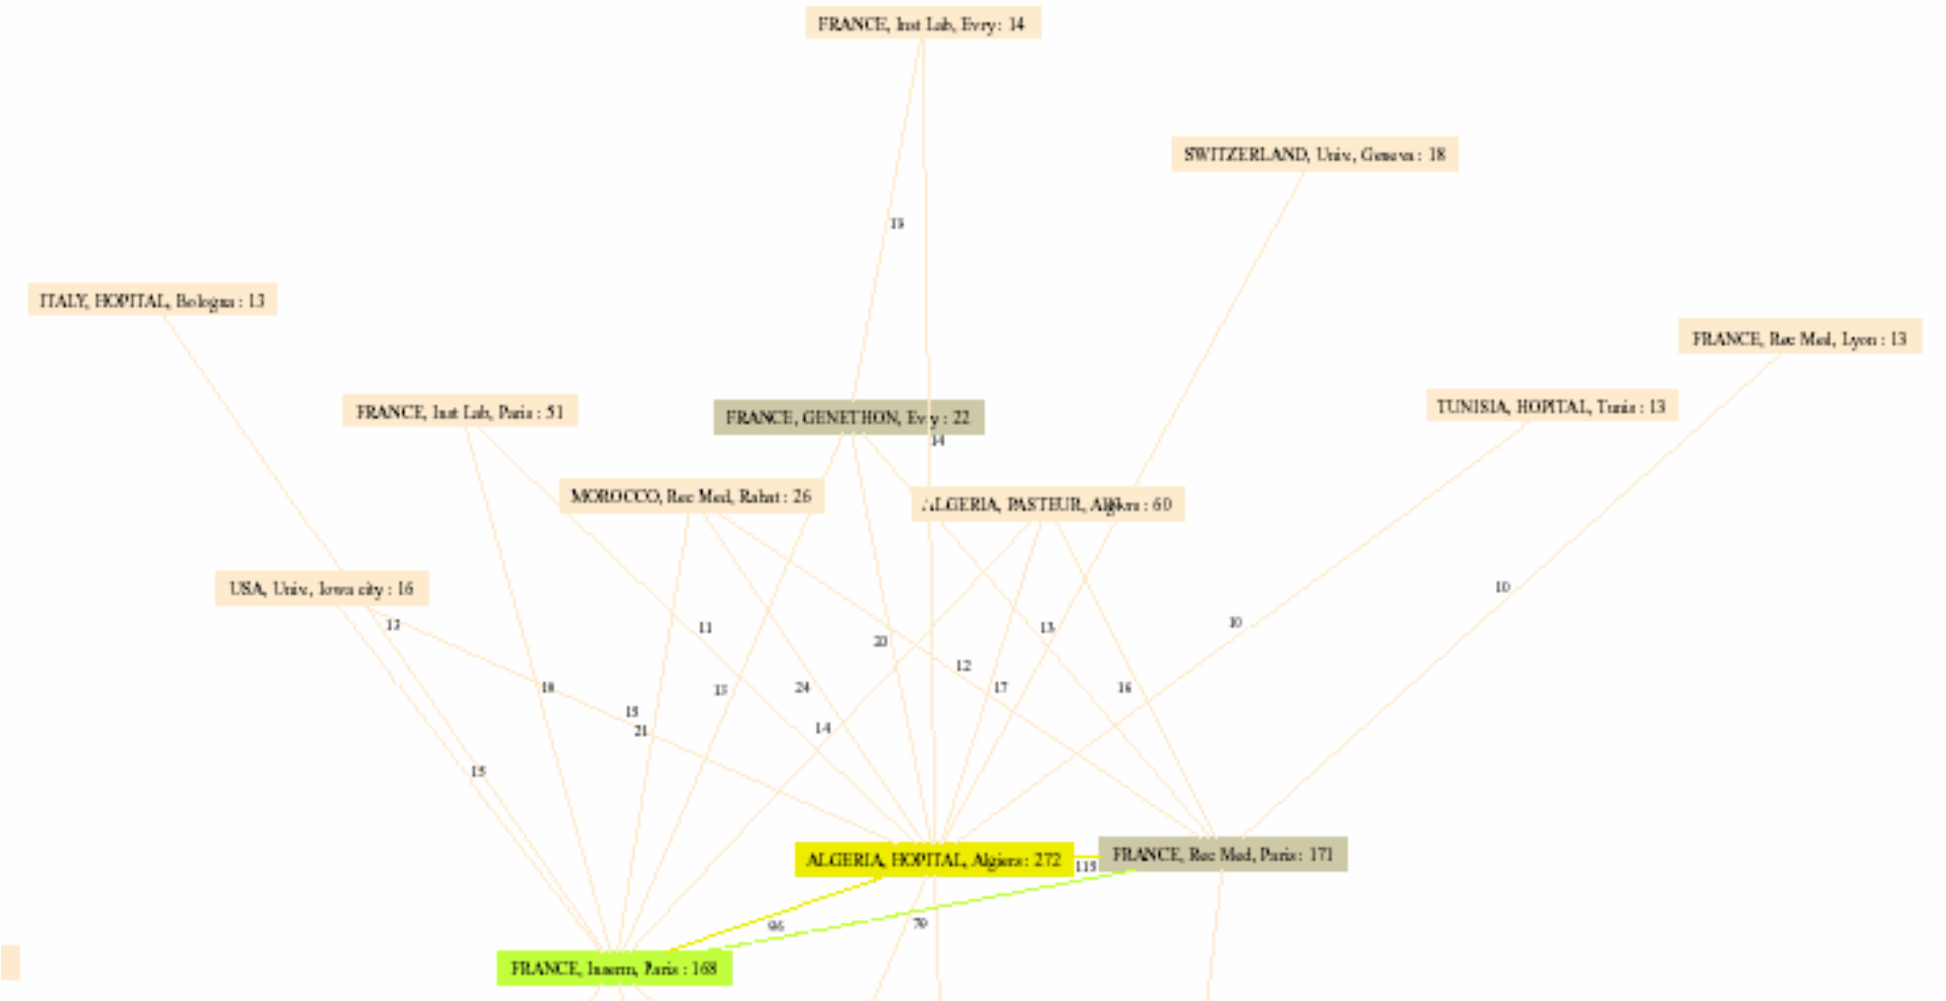 FRANCE, Inst Lab, Evry: 14
SWITZERLAND, Univ, Geneva : 18
13
ITALY, HOPITAL, Bologna : 13
FRANCE, Rec Med, Lyon : 13
FRANCE, Inst Lab, Paris : 51
FRANCE, GENETHON, Evry : 22
TUNISIA, HOPITAL, Tunis : 13
14
MOROCCO, Rec Med, Rabat : 26
ALGERIA, PASTEUR, Algiers : 60
USA, Univ, Iowa city : 16
10
13
11
20
13
10
12
18
13
24
17
16
15
21
14
15
ALGERIA, HOPITAL, Algiers : 272
FRANCE, Rec Med, Paris : 171
115
96
79
FRANCE, Inserm, Paris : 168